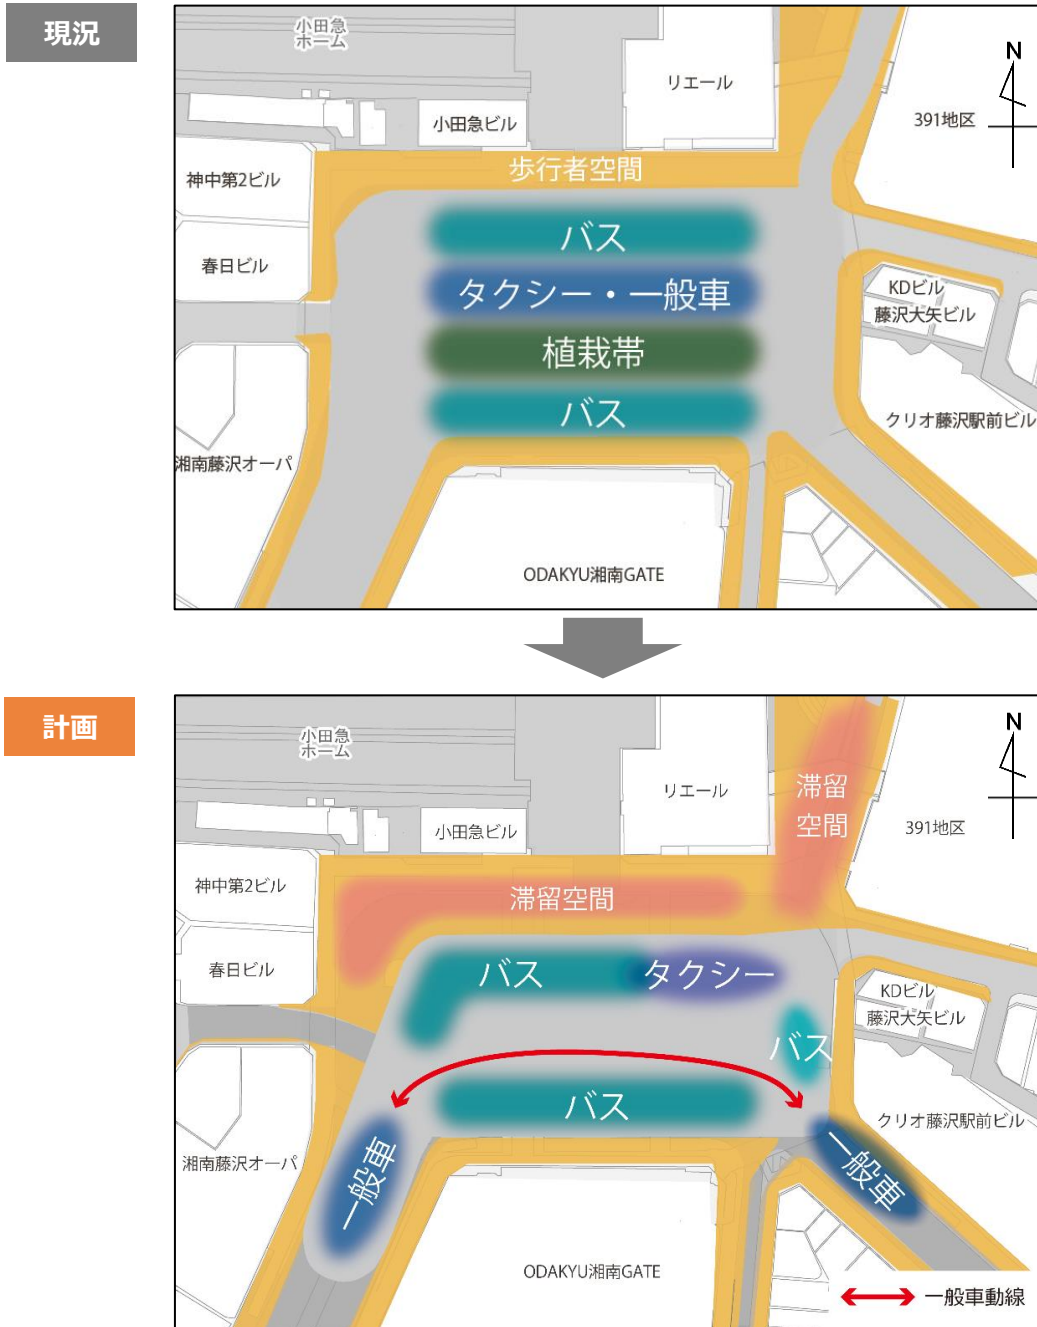 現況
小田急
ホーム
リエール
N
小田急ビル
391地区
歩行者空間
神中第2ビル
バス
春日ビル
タクシー・一般車
KDビル
藤沢大矢ビル
植栽帯
バス
クリオ藤沢駅前ビル
湘南藤沢オーパ
ODAKYU湘南GATE
計画
小田急
ホーム
N
リエール
滞留
空間
小田急ビル
391地区
神中第2ビル
滞留空間
春日ビル
バス
タクシー
KDビル
藤沢大矢ビル
バス
バス
クリオ藤沢駅前ビル
湘南藤沢オーパ
一般車
一般車
ODAKYU湘南GATE
一般車動線